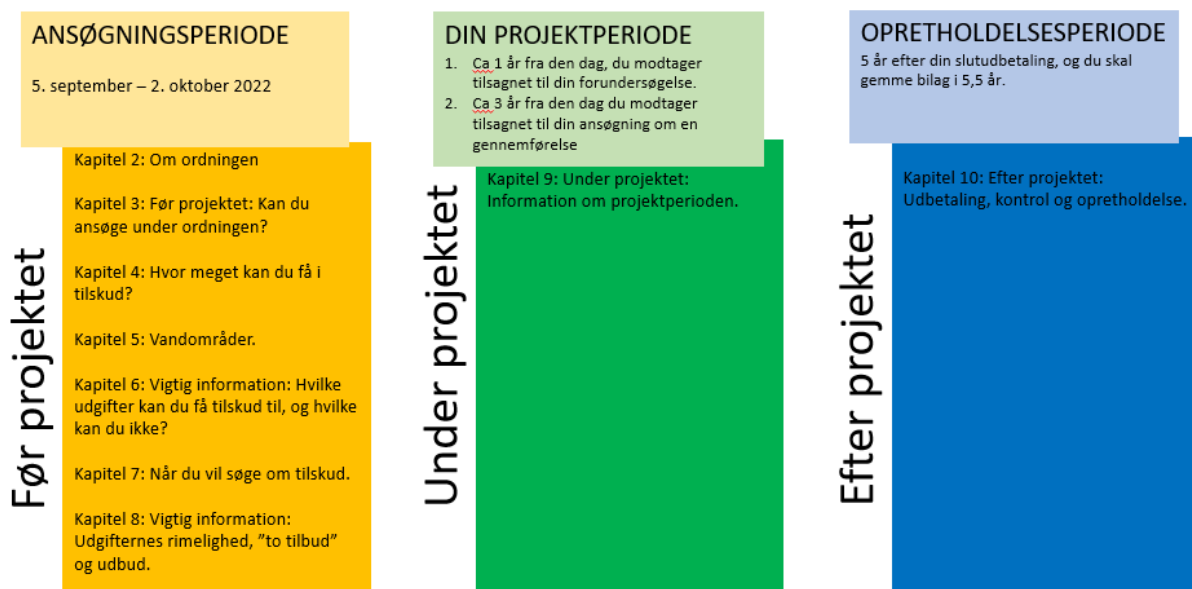 ANSØGNINGSPERIODE
5. september – 2. oktober 2022
Før projektet
Kapitel 2: Om ordningen
Kapitel 3: Før projektet: Kan du
ansøge under ordningen?
Kapitel 4: Hvor meget kan du få i
tilskud?
Kapitel 5: Vandområder.
Kapitel 6: Vigtig information: Hvilke
udgifter kan du få tilskud til, og hvilke
kan du ikke?
Kapitel 7: Når du vil søge om tilskud.
Kapitel 8: Vigtig information:
Udgifternes rimelighed, ”to tilbud”
og udbud.
DIN PROJEKTPERIODE
1. Ca 1 år fra den dag, du modtager
tilsagnet til din forundersøgelse.
2. Ca 3 år fra den dag du modtager
tilsagnet til din ansøgning om en
gennemførelse
Under projektet
Kapitel 9: Under projektet:
Information om projektperioden.
OPRETHOLDELSESPERIODE
5 år efter din slutudbetaling, og du skal
gemme bilag i 5,5 år.
Efter projektet
Kapitel 10: Efter projektet:
Udbetaling, kontrol og opretholdelse.